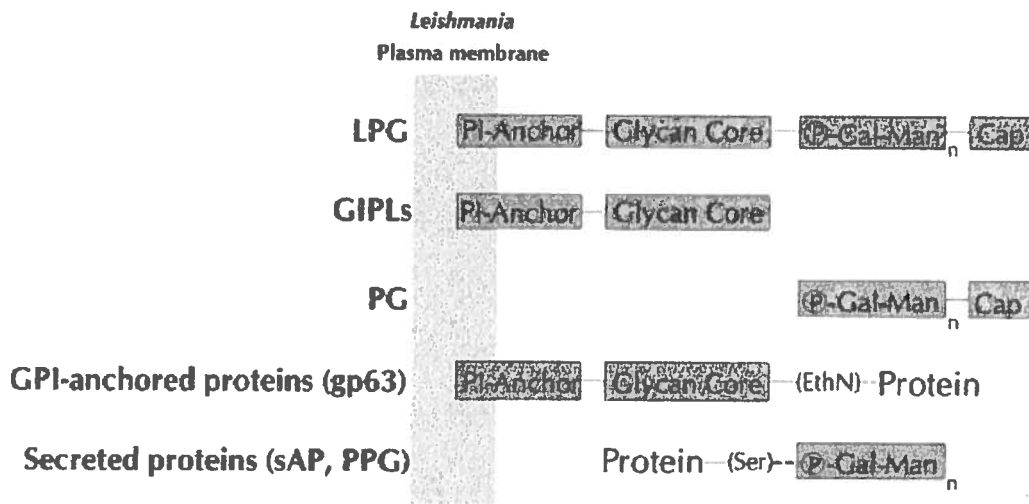 Leishmania
Plasma membrane
LPG PI-Anchor Glycan Core Ⓟ-Gal-Man n Cap
GIPLs PI-Anchor Glycan Core
PG Ⓟ-Gal-Man n Cap
GPI-anchored proteins (gp63) PI-Anchor Glycan Core (EthN) Protein
Secreted proteins (sAP, PPG) Protein (Ser) Ⓟ-Gal-Man n